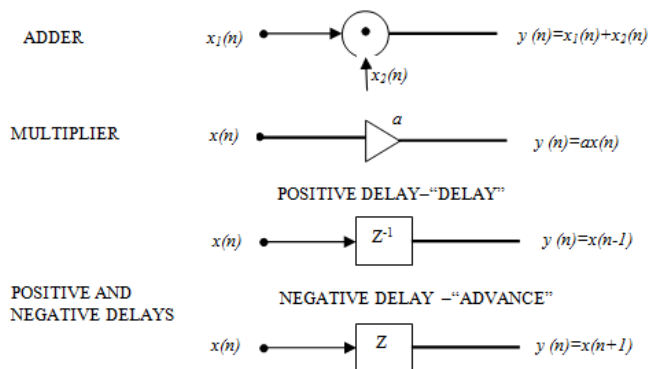 ADDER x₁(n) y (n)=x₁(n)+x₂(n)
x₂(n)
MULTIPLIER x(n) a y (n)=ax(n)
POSITIVE DELAY–“DELAY”
x(n) Z⁻¹ y (n)=x(n-1)
POSITIVE AND
NEGATIVE DELAYS
NEGATIVE DELAY –“ADVANCE”
x(n) Z y (n)=x(n+1)